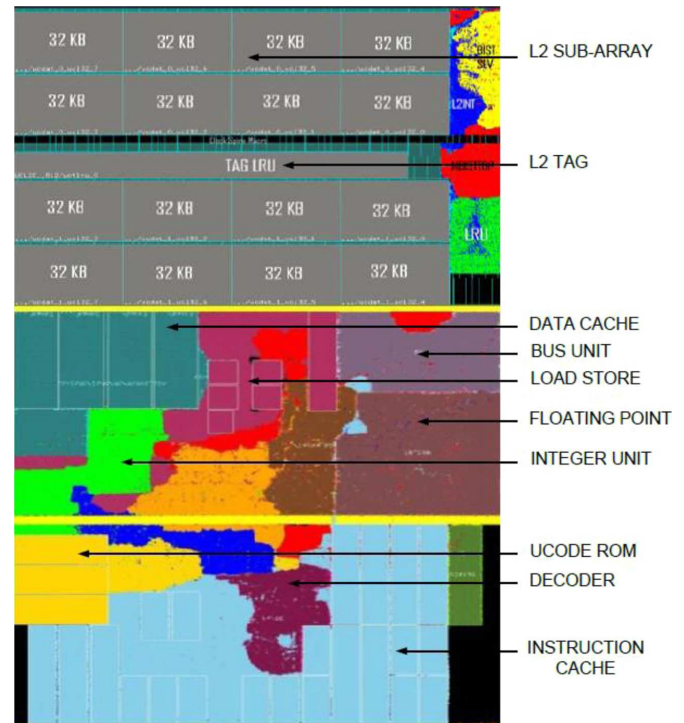 32 KB 32 KB 32 KB 32 KB
BIST
SLV
L2 SUB-ARRAY
32 KB 32 KB 32 KB 32 KB
L2INT
TAG LRU
L2 TAG
32 KB 32 KB 32 KB 32 KB
LRU
32 KB 32 KB 32 KB 32 KB
DATA CACHE
BUS UNIT
LOAD STORE
FLOATING POINT
INTEGER UNIT
UCODE ROM
DECODER
INSTRUCTION
CACHE